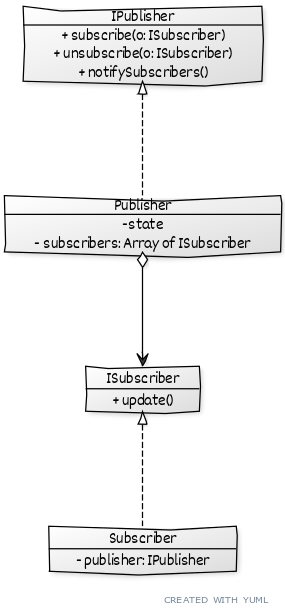 IPublisher
+ subscribe(o: ISubscriber)
+ unsubscribe(o: ISubscriber)
+ notifySubscribers()
Publisher
-state
- subscribers: Array of ISubscriber
ISubscriber
+ update()
Subscriber
- publisher: IPublisher
CREATED WITH YUML